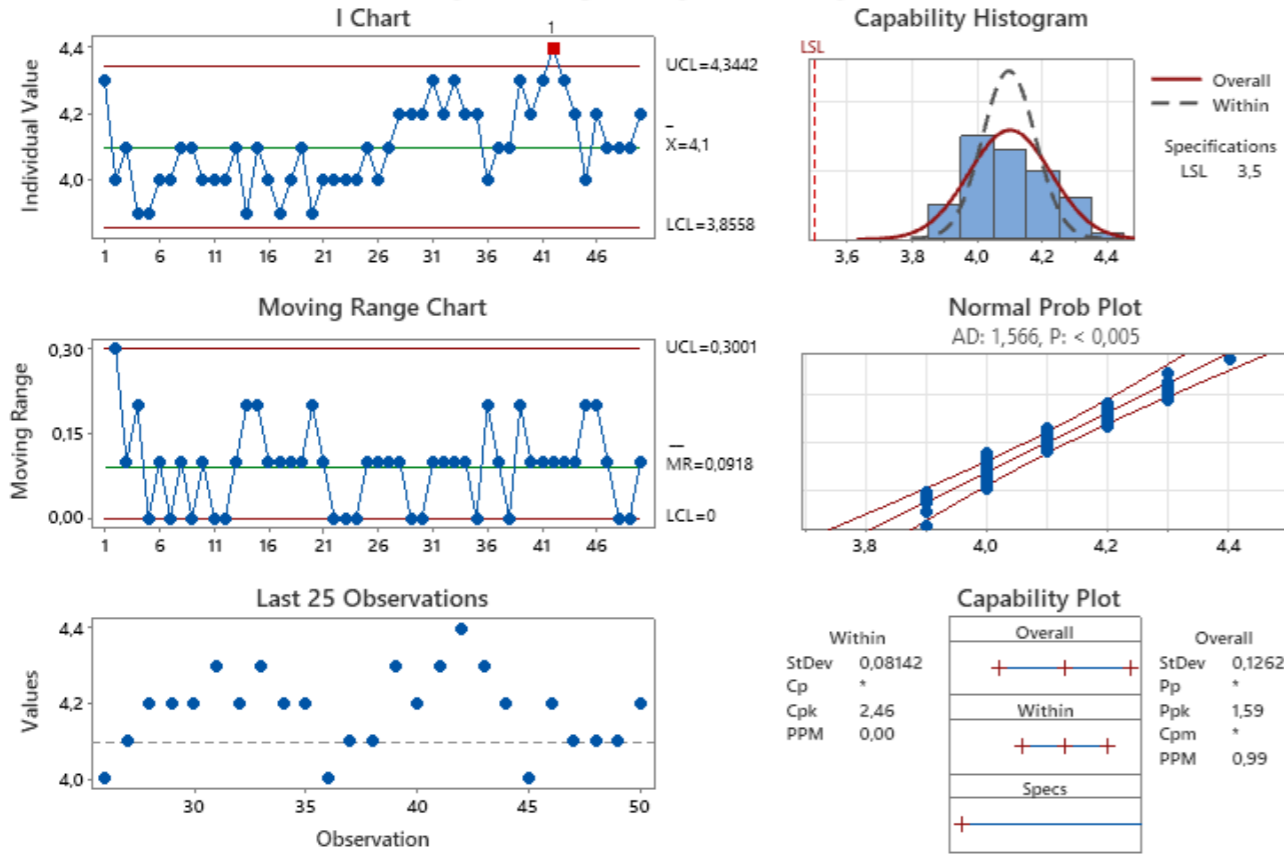 I Chart
Individual Value
4,4
4,2
4,0
1
UCL=4,3442
X=4,1
LCL=3,8558
1 6 11 16 21 26 31 36 41 46
Capability Histogram
LSL
3,6 3,8 4,0 4,2 4,4
Overall
Within
Specifications
LSL 3,5
Moving Range Chart
Moving Range
0,30
0,15
0,00
UCL=0,3001
MR=0,0918
LCL=0
1 6 11 16 21 26 31 36 41 46
Normal Prob Plot
AD: 1,566, P: < 0,005
3,8 4,0 4,2 4,4
Last 25 Observations
Values
4,4
4,2
4,0
30 35 40 45 50
Observation
Capability Plot
Within
StDev 0,08142
Cp *
Cpk 2,46
PPM 0,00
Overall
Within
Specs
Overall
StDev 0,1262
Pp *
Ppk 1,59
Cpm *
PPM 0,99